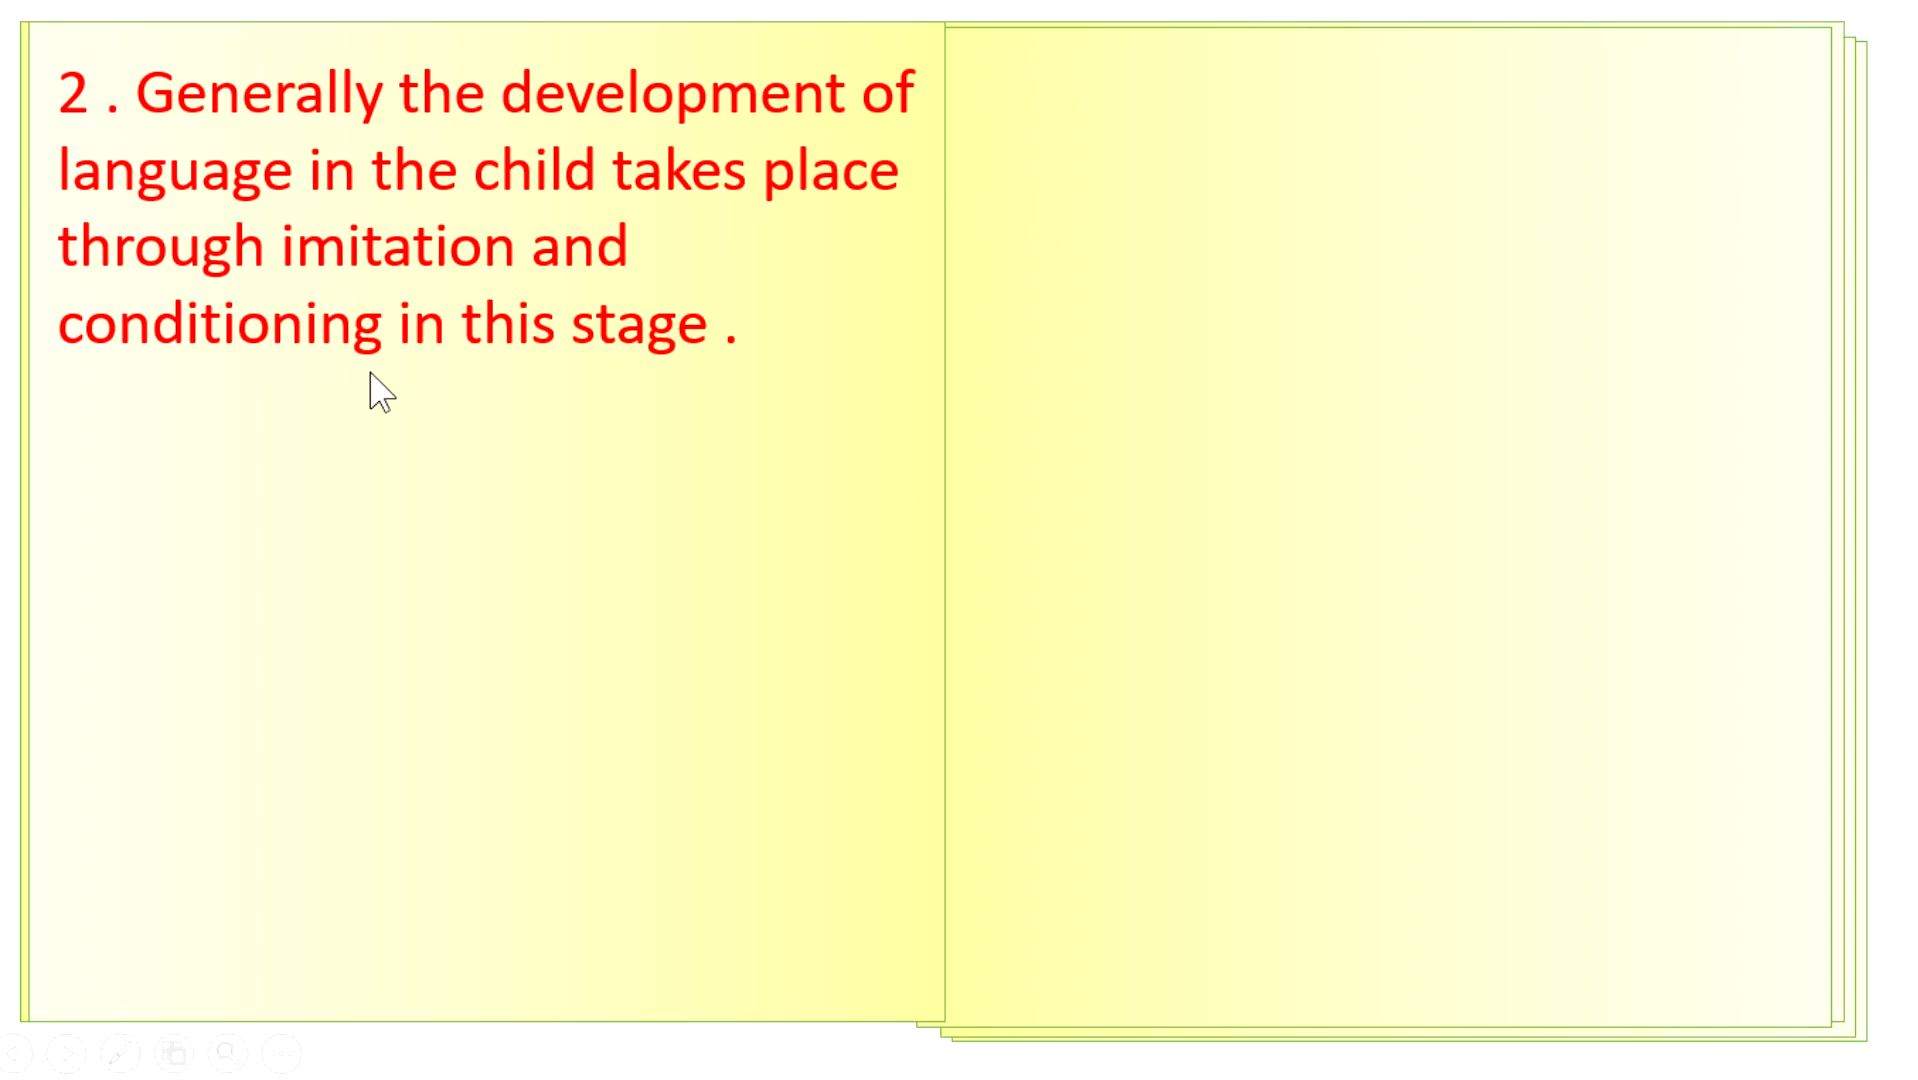 2 . Generally the development of
language in the child takes place
through imitation and
conditioning in this stage .